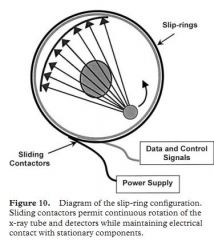 Slip-rings
Sliding
Contactors
Data and Control
Signals
Power Supply
Figure 10. Diagram of the slip-ring configuration.
Sliding contactors permit continuous rotation of the
x-ray tube and detectors while maintaining electrical
contact with stationary components.